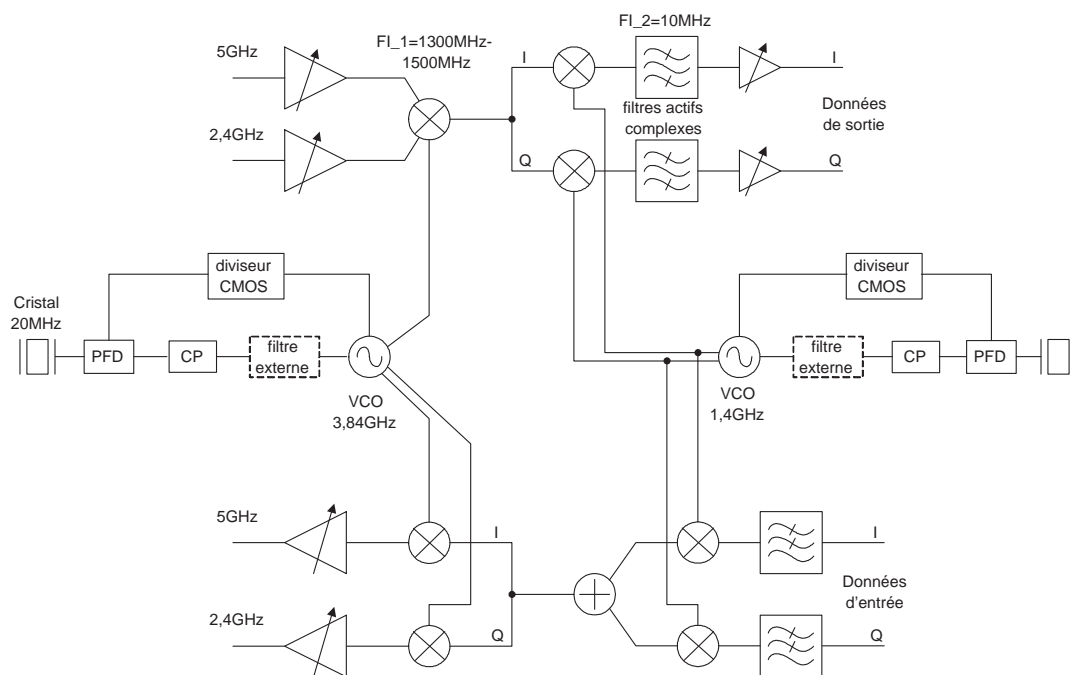 5GHz
FI_1=1300MHz-
1500MHz
FI_2=10MHz
I
I
2,4GHz
filtres actifs
complexes
Données
de sortie
Q
Q
diviseur
CMOS
diviseur
CMOS
Cristal
20MHz
PFD
CP
filtre
externe
filtre
externe
CP
PFD
VCO
3,84GHz
VCO
1,4GHz
5GHz
I
I
Données
d'entrée
2,4GHz
Q
Q